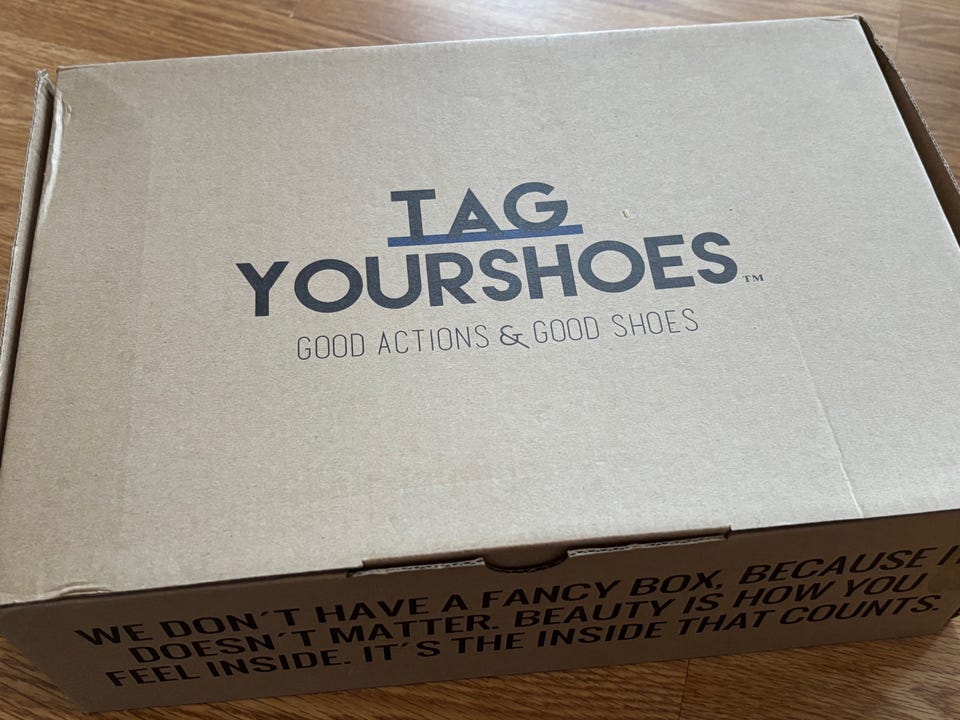 TAG
YOURSHOES™
GOOD ACTIONS & GOOD SHOES
WE DON´T HAVE A FANCY BOX, BECAUSE
DOESN´T MATTER. BEAUTY IS HOW YOU
FEEL INSIDE. IT´S THE INSIDE THAT COUNTS.